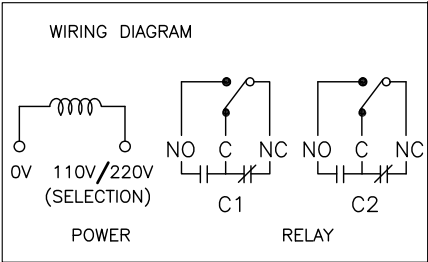 WIRING DIAGRAM
NO C NC NO C NC
0V 110V/220V
(SELECTION)
C1 C2
POWER RELAY